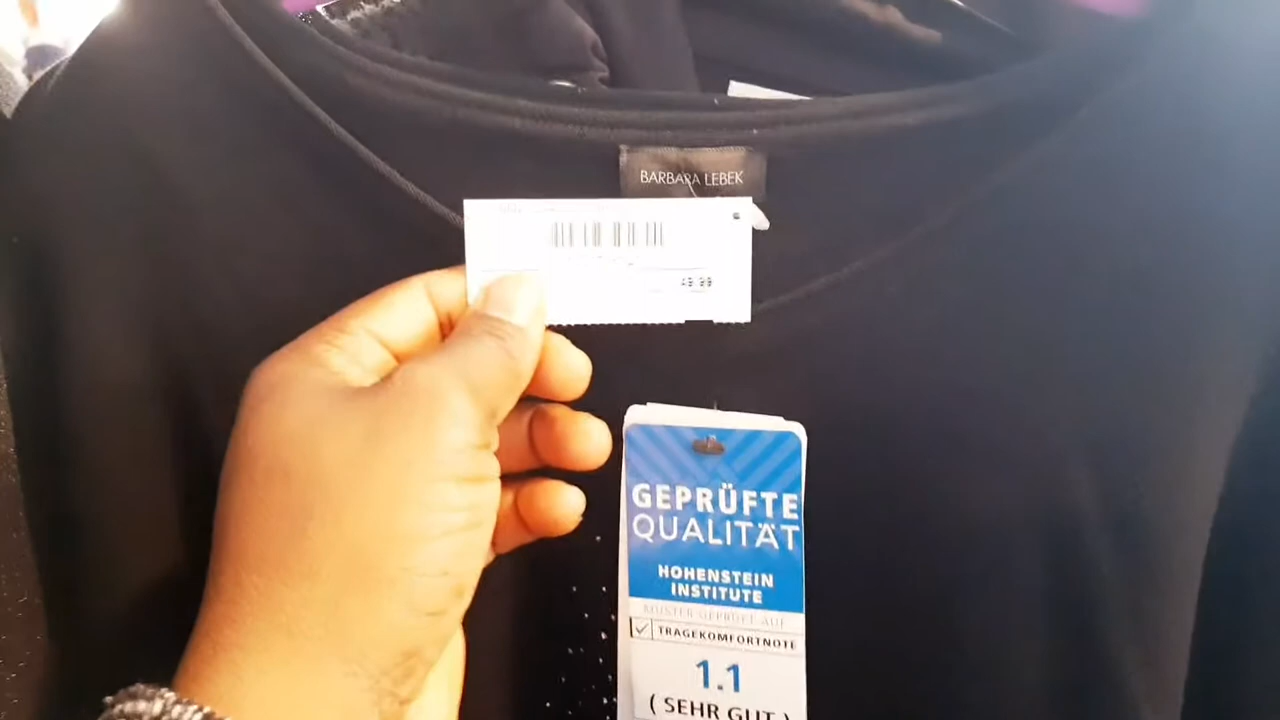 BARBARA LEBEK
GEPRÜFTE
QUALITÄT
HOHENSTEIN
INSTITUTE
MUSTER GEPRÜFT AUF
TRAGEKOMFORTNOTE
1.1
( SEHR GUT )